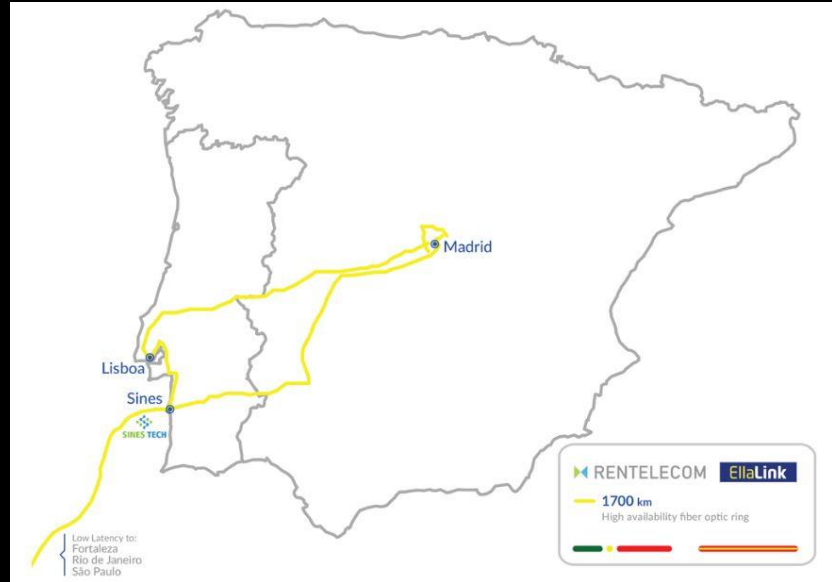 Madrid
Lisboa
Sines
SINES TECH
Low Latency to:
Fortaleza
Rio de Janeiro
São Paulo
RENTELECOM EllaLink
1700 km
High availability fiber optic ring